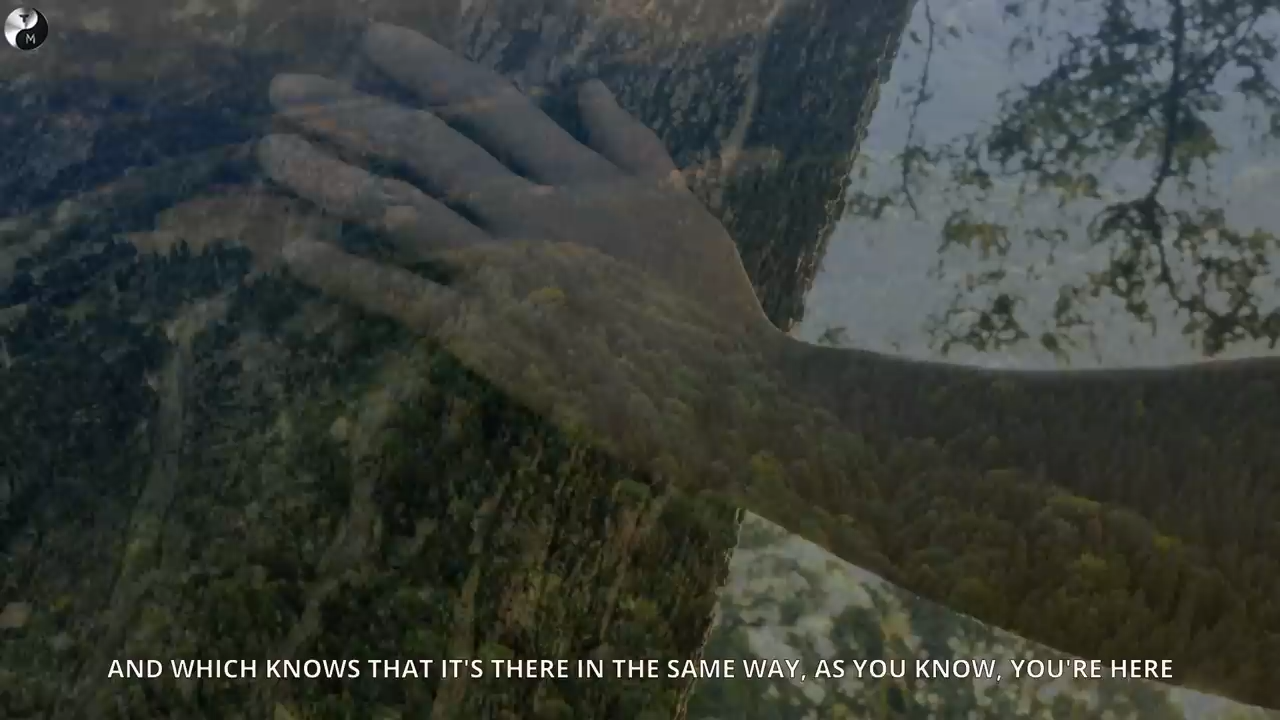 T
M
AND WHICH KNOWS THAT IT'S THERE IN THE SAME WAY, AS YOU KNOW, YOU'RE HERE